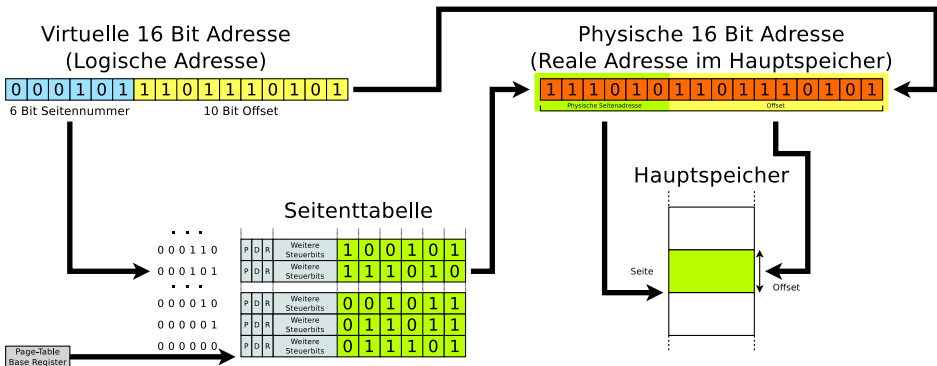 Virtuelle 16 Bit Adresse
(Logische Adresse)
0 0 0 1 0 1 1 1 0 1 1 1 0 1 0 1
6 Bit Seitennummer 10 Bit Offset
Physische 16 Bit Adresse
(Reale Adresse im Hauptspeicher)
1 1 1 0 1 0 1 1 0 1 1 1 0 1 0 1
Physische Seitenadresse Offset
Seitenttabelle
. . .
0 0 0 1 1 0 P D R Weitere Steuerbits 1 0 0 1 0 1
0 0 0 1 0 1 P D R Weitere Steuerbits 1 1 1 0 1 0
. . .
0 0 0 0 1 0 P D R Weitere Steuerbits 0 0 1 0 1 1
0 0 0 0 0 1 P D R Weitere Steuerbits 0 1 1 0 1 1
0 0 0 0 0 0 P D R Weitere Steuerbits 0 1 1 1 0 1
Page-Table
Base Register
Hauptspeicher
Seite
Offset